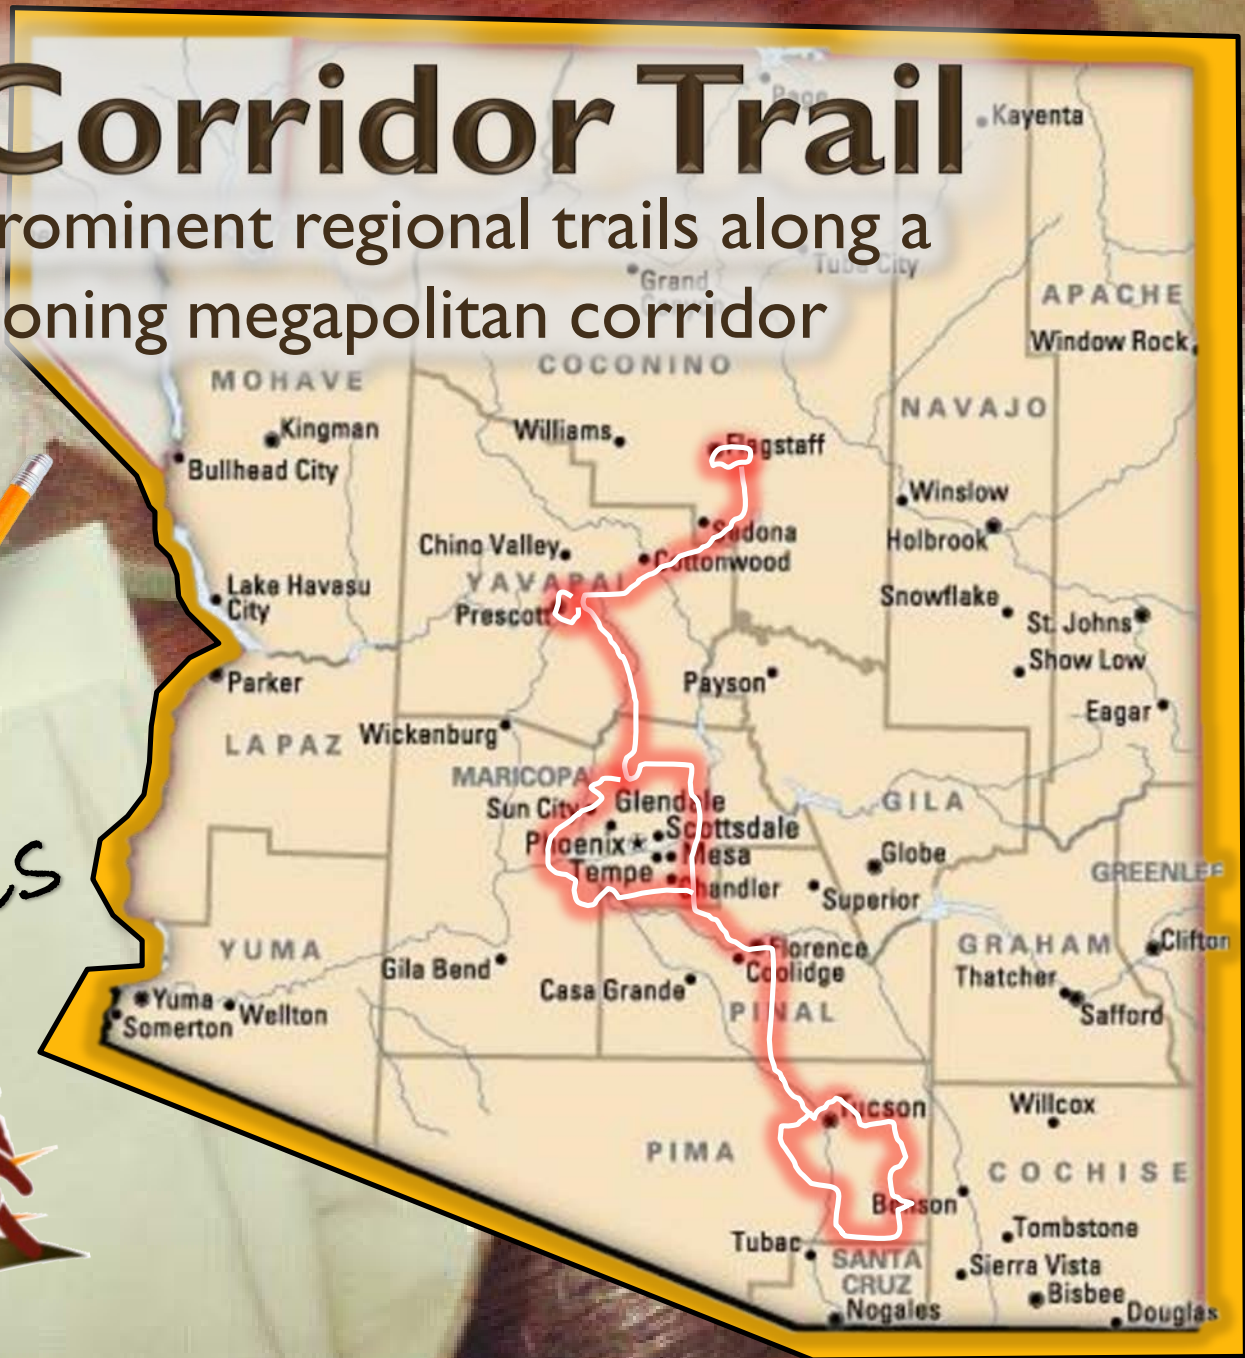 Corridor Trail
rominent regional trails along a
oning megapolitan corridor
Page
Kayenta
Grand
Canyon
Tuba City
APACHE
Window Rock
COCONINO
MOHAVE
NAVAJO
Kingman
Williams
Flagstaff
Bullhead City
Winslow
Sedona
Holbrook
Chino Valley
Cottonwood
YAVAPAI
Lake Havasu
City
Prescott
Snowflake
St. Johns
Show Low
Parker
Payson
Eagar
Wickenburg
LA PAZ
MARICOPA
Sun City
Glendale
GILA
Phoenix
Scottsdale
Mesa
Globe
Tempe
Chandler
Superior
GREENLEE
YUMA
Florence
GRAHAM
Clifton
Gila Bend
Coolidge
Casa Grande
Thatcher
PINAL
Safford
Yuma
Wellton
Somerton
Tucson
Willcox
PIMA
COCHISE
Benson
Tubac
Tombstone
SANTA
CRUZ
Sierra Vista
Bisbee
Nogales
Douglas